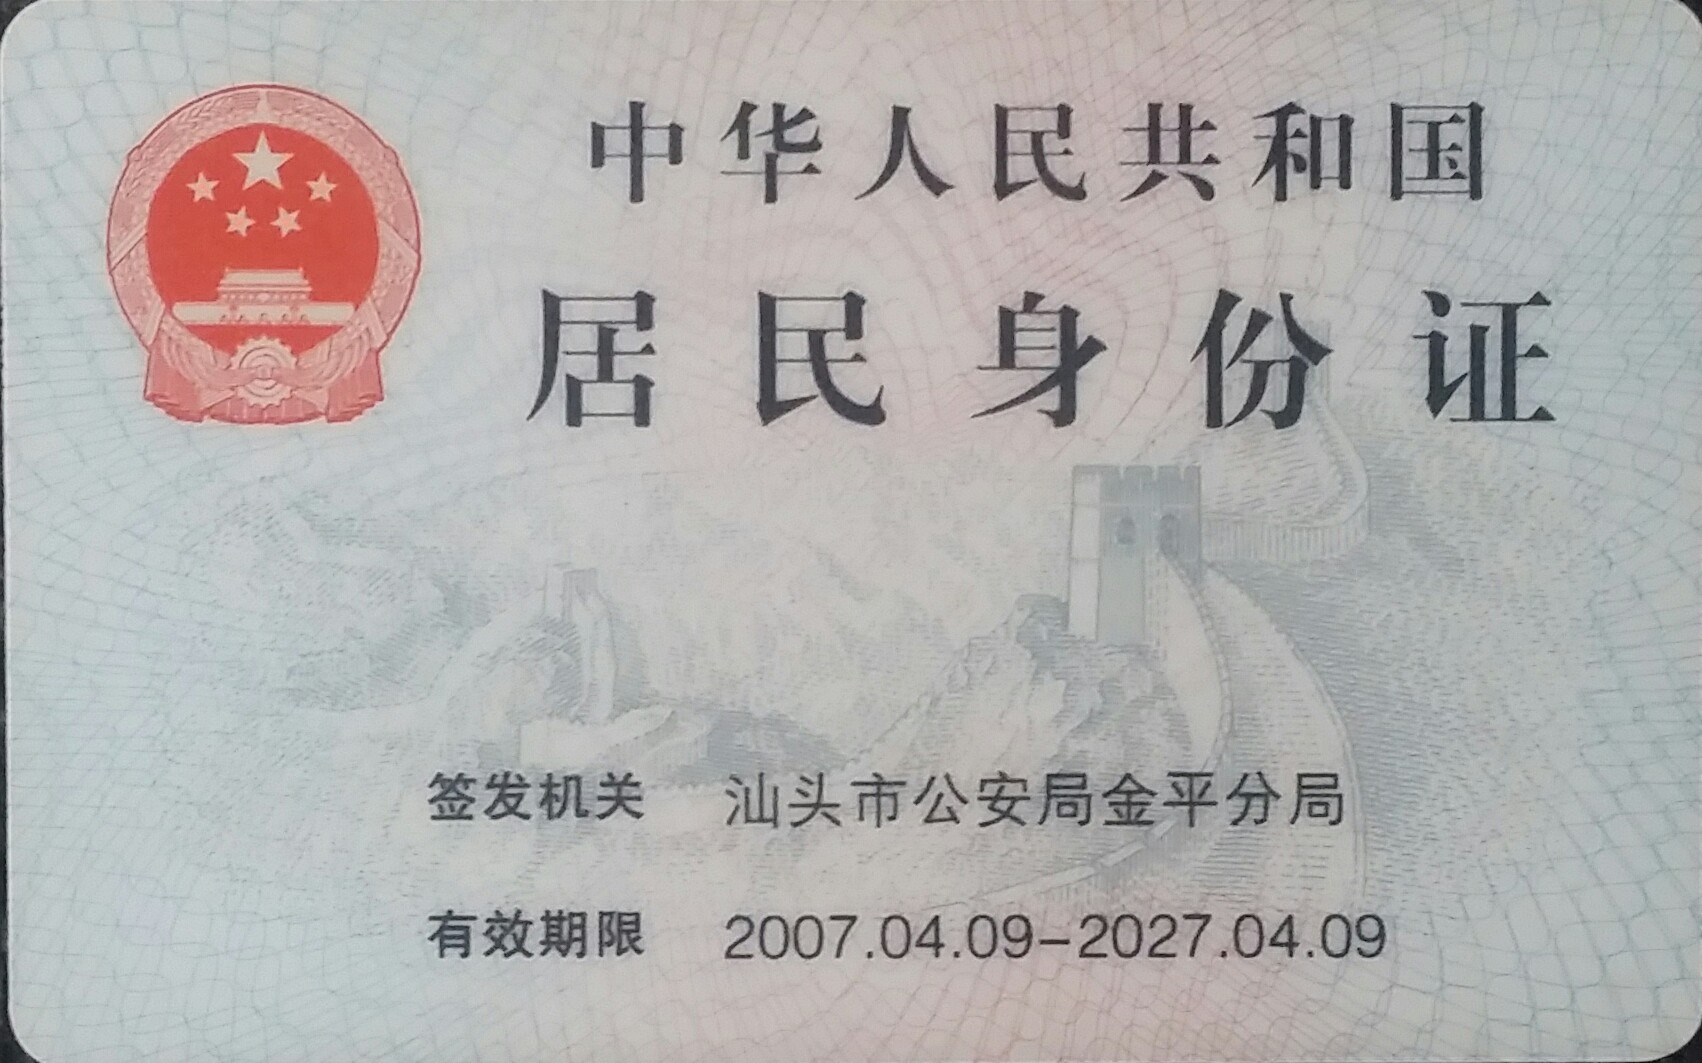 中华人民共和国
居民身份证
签发机关 汕头市公安局金平分局
有效期限 2007.04.09-2027.04.09